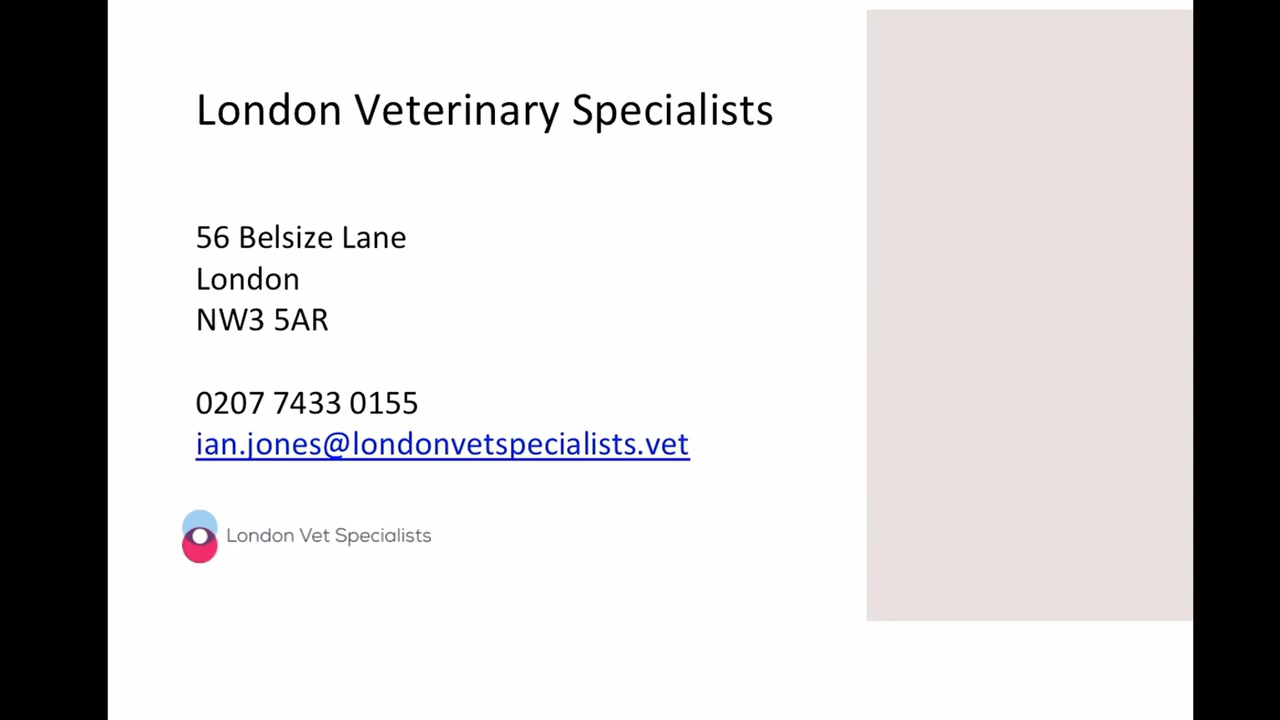 London Veterinary Specialists
56 Belsize Lane
London
NW3 5AR
0207 7433 0155
ian.jones@londonvetspecialists.vet
London Vet Specialists